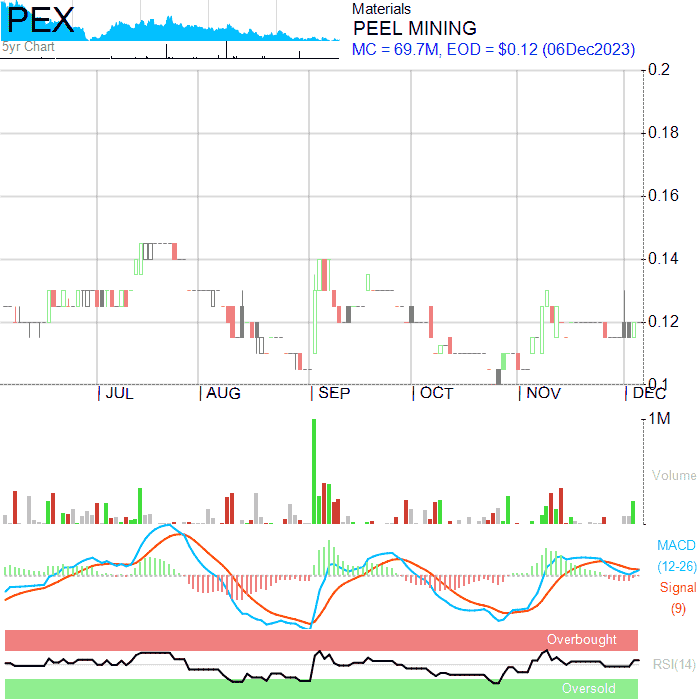 PEX
5yr Chart
Materials
PEEL MINING
MC = 69.7M, EOD = $0.12 (06Dec2023)
0.2
0.18
0.16
0.14
0.12
0.1
JUL
AUG
SEP
OCT
NOV
DEC
1M
Volume
MACD
(12-26)
Signal
(9)
Overbought
RSI(14)
Oversold